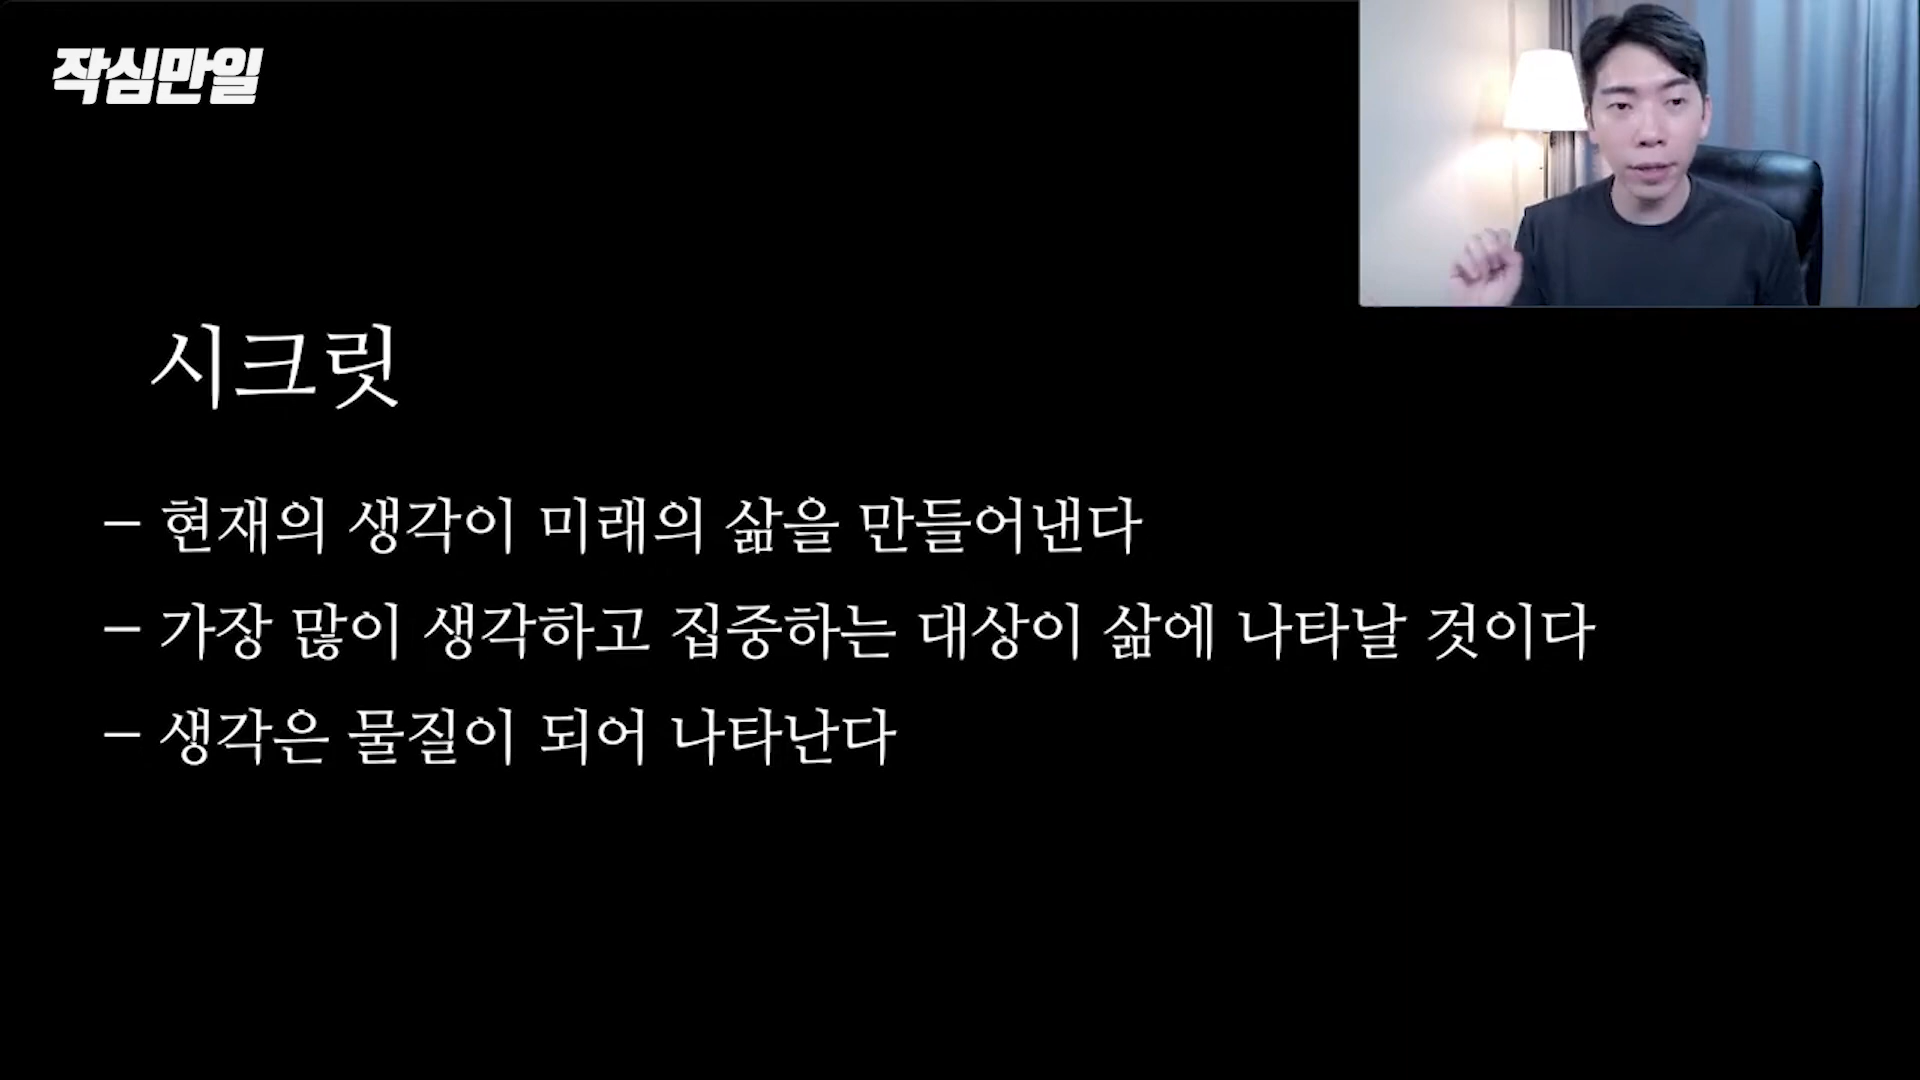 작심만일
시크릿
– 현재의 생각이 미래의 삶을 만들어낸다
– 가장 많이 생각하고 집중하는 대상이 삶에 나타날 것이다
– 생각은 물질이 되어 나타난다